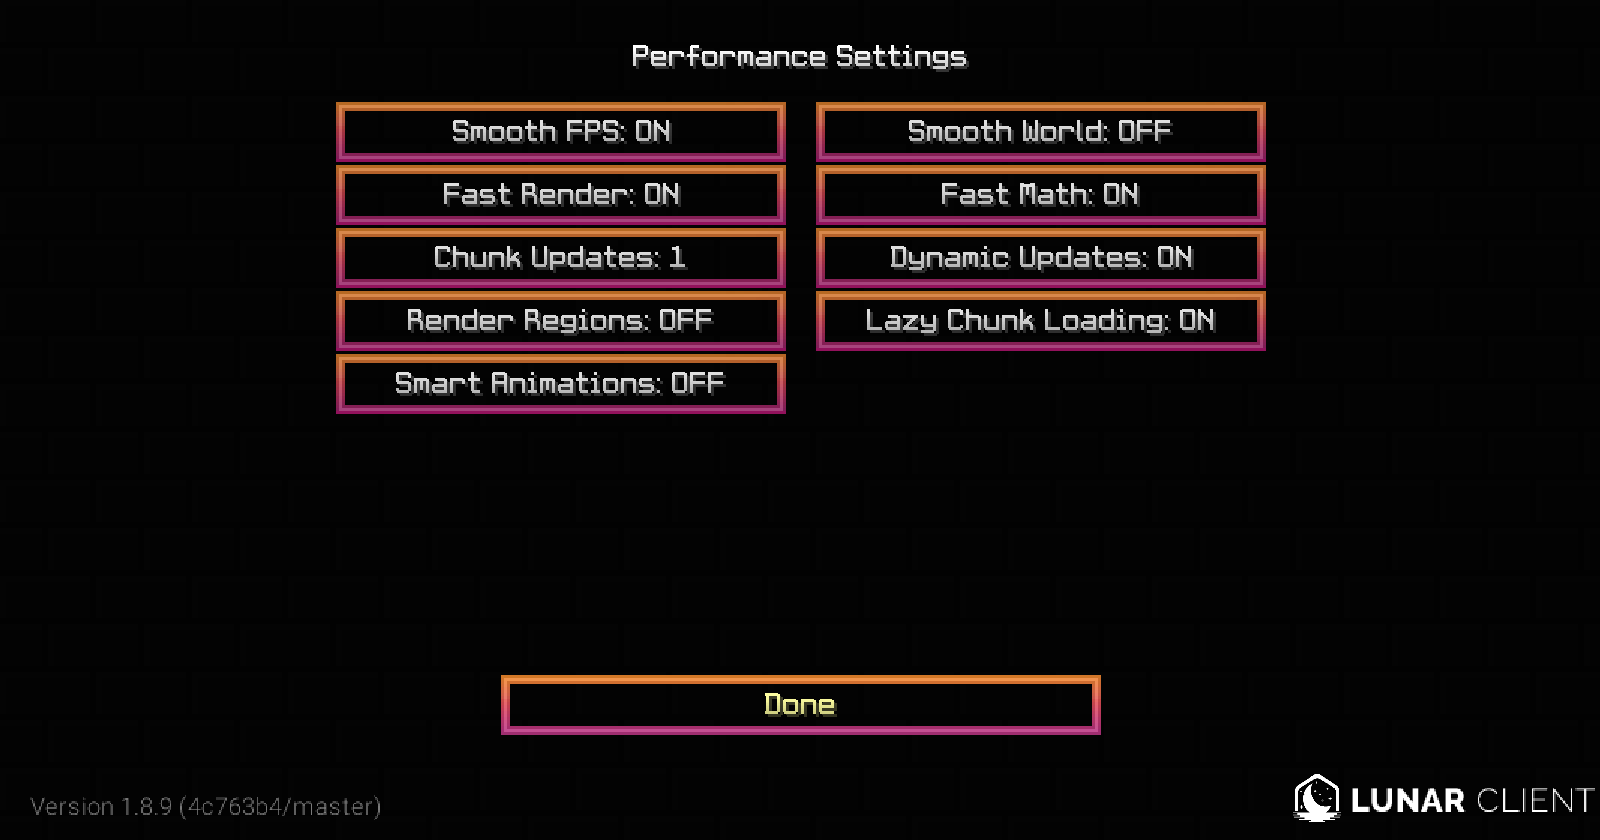 Performance Settings
Smooth FPS: ON
Smooth World: OFF
Fast Render: ON
Fast Math: ON
Chunk Updates: 1
Dynamic Updates: ON
Render Regions: OFF
Lazy Chunk Loading: ON
Smart Animations: OFF
Done
Version 1.8.9 (4c763b4/master)
LUNAR CLIENT